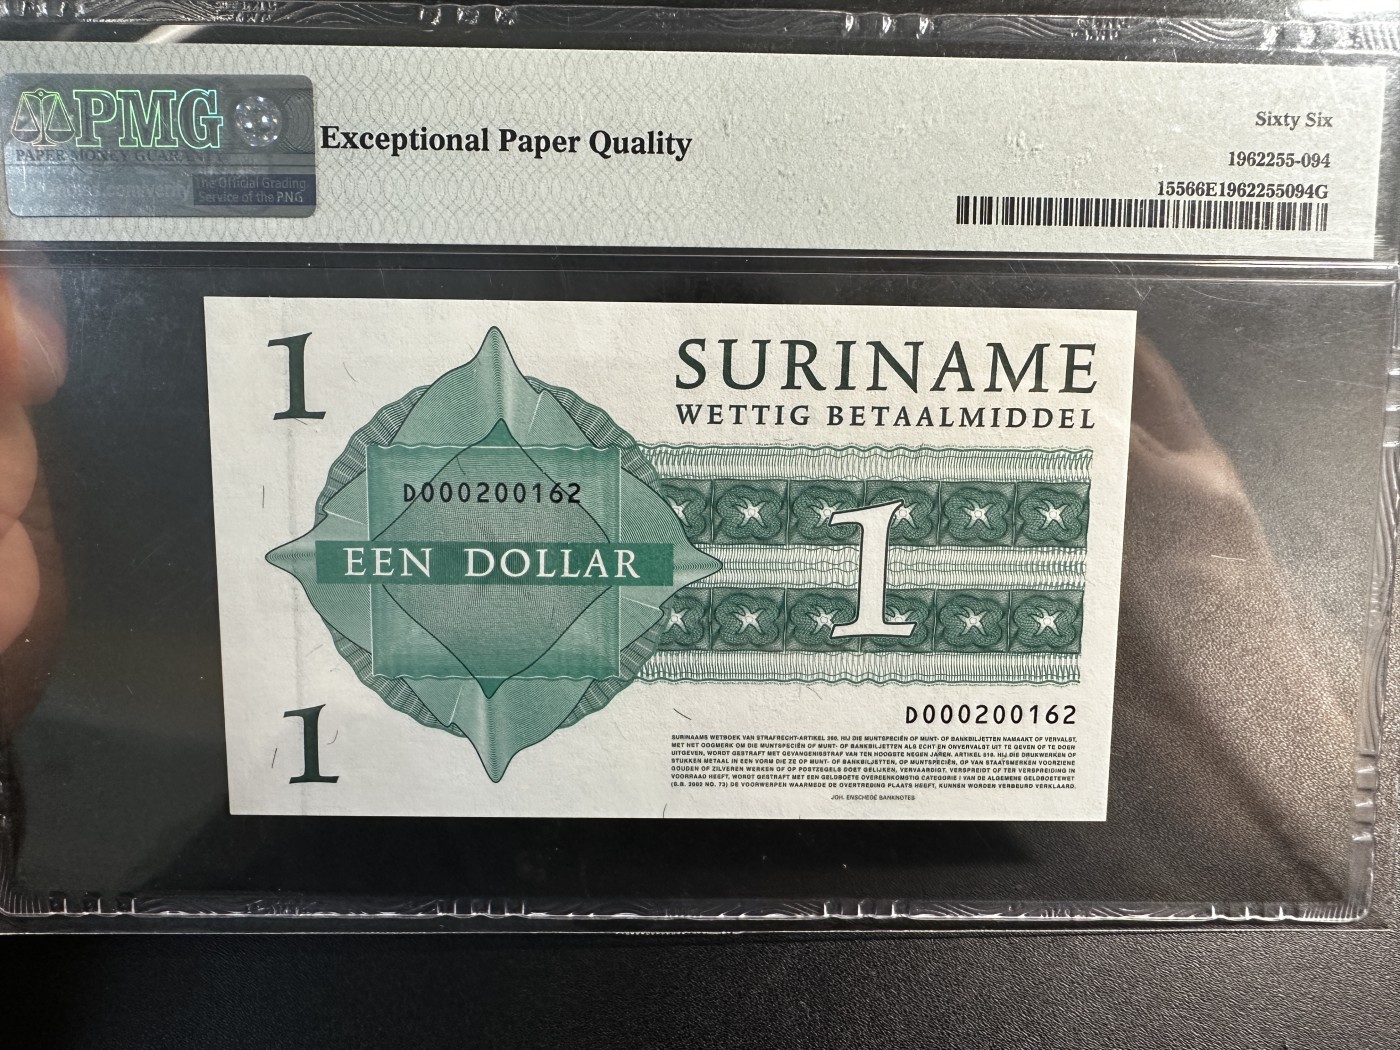 PMG
PAPER MONEY GUARANTY
The Official Grading
Service of the PNG
Exceptional Paper Quality
Sixty Six
1962255-094
15566E1962255094G
1
SURINAME
WETTIG BETAALMIDDEL
D000200162
EEN DOLLAR
1
1
D000200162
SURINAAMS WETBOEK VAN STRAFRECHT-ARTIKEL 260. HIJ DIE MUNTSPECIËN OF MUNT- OF BANKBILJETTEN NAMAAKT OF VERVALST,
MET HET OOGMERK OM DIE MUNTSPECIËN OF MUNT- OF BANKBILJETTEN ALS ECHT EN ONVERVALST UIT TE GEVEN OF TE DOEN
UITGEVEN, WORDT GESTRAFT MET GEVANGENISSTRAF VAN TEN HOOGSTE NEGEN JAREN. ARTIKEL 510. HIJ DIE DRUKWERKEN OF
STUKKEN METAAL IN EEN VORM DIE ZE OP MUNT- OF BANKBILJETTEN, OP MUNTSPECIËN, OP VAN STAATSMERKEN VOORZIENE
GOUDEN OF ZILVEREN WERKEN OF OP POSTZEGELS DOET GELIJKEN, VERVAARDIGT, VERSPREIDT OF TER VERSPREIDING IN
VOORRAAD HEEFT, WORDT GESTRAFT MET EEN GELDBOETE OVEREENKOMSTIG CATEGORIE I VAN DE ALGEMENE GELDBOETEWET
(S.B. 2002 NO. 73) DE VOORWERPEN WAARMEDE DE OVERTREDING PLAATS HEEFT, KUNNEN WORDEN VERBEURD VERKLAARD.
JOH. ENSCHEDE BANKNOTES
1